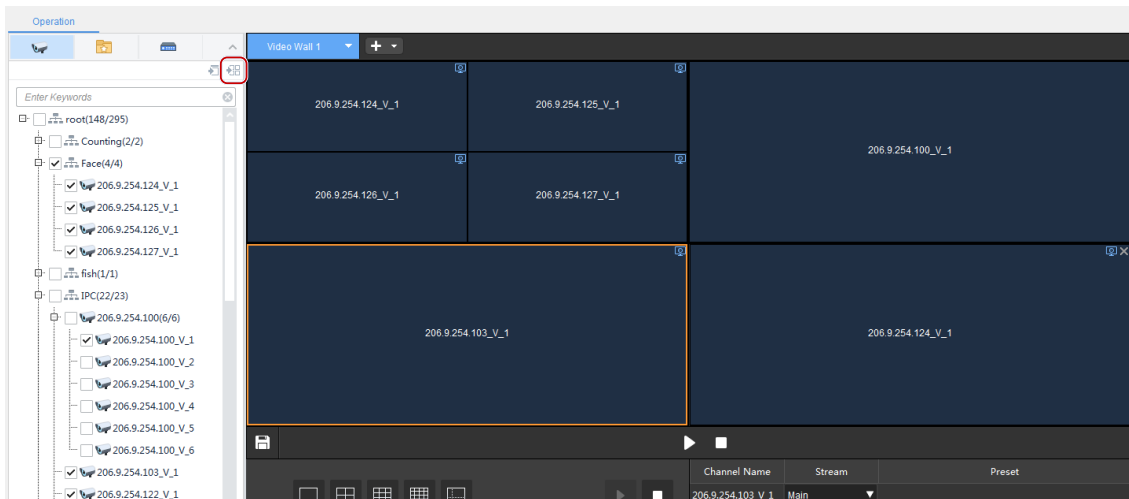 Operation
Video Wall 1
Enter Keywords
root(148/295)
Counting(2/2)
Face(4/4)
206.9.254.124_V_1
206.9.254.125_V_1
206.9.254.126_V_1
206.9.254.127_V_1
fish(1/1)
IPC(22/23)
206.9.254.100(6/6)
206.9.254.100_V_1
206.9.254.100_V_2
206.9.254.100_V_3
206.9.254.100_V_4
206.9.254.100_V_5
206.9.254.100_V_6
206.9.254.103_V_1
206.9.254.122_V_1
206.9.254.124_V_1
206.9.254.125_V_1
206.9.254.100_V_1
206.9.254.126_V_1
206.9.254.127_V_1
206.9.254.103_V_1
206.9.254.124_V_1
Channel Name Stream Preset
206.9.254.103_V_1 Main